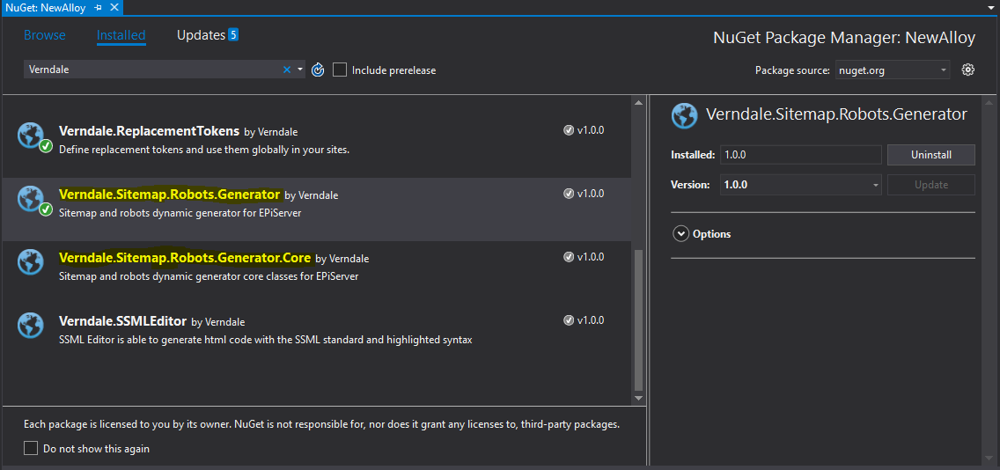 NuGet: NewAlloy
Browse
Installed
Updates 5
NuGet Package Manager: NewAlloy
Verndale
Include prerelease
Package source: nuget.org
Verndale.ReplacementTokens by Verndale
v1.0.0
Define replacement tokens and use them globally in your sites.
Verndale.Sitemap.Robots.Generator by Verndale
v1.0.0
Sitemap and robots dynamic generator for EPiServer
Verndale.Sitemap.Robots.Generator.Core by Verndale
v1.0.0
Sitemap and robots dynamic generator core classes for EPiServer
Verndale.SSMLEditor by Verndale
v1.0.0
SSML Editor is able to generate html code with the SSML standard and highlighted syntax
Each package is licensed to you by its owner. NuGet is not responsible for, nor does it grant any licenses to, third-party packages.
Do not show this again
Verndale.Sitemap.Robots.Generator
Installed: 1.0.0 Uninstall
Version: 1.0.0 Update
Options